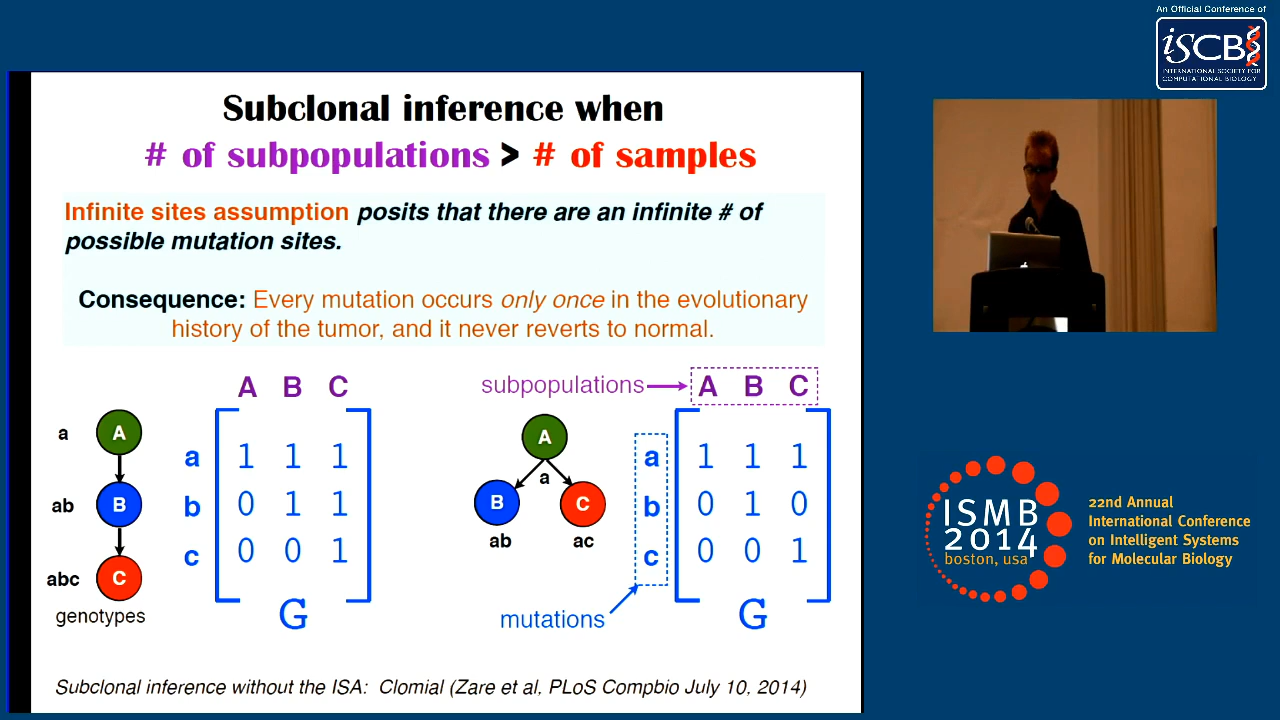 An Official Conference of
iSCB
INTERNATIONAL SOCIETY FOR
COMPUTATIONAL BIOLOGY
Subclonal inference when
# of subpopulations > # of samples
Infinite sites assumption posits that there are an infinite # of
possible mutation sites.
Consequence: Every mutation occurs only once in the evolutionary
history of the tumor, and it never reverts to normal.
A B C
a A
a 1 1 1
ab B
b 0 1 1
abc C
c 0 0 1
genotypes
G
subpopulations A B C
A
a
a 1 1 1
B C
b 0 1 0
ab ac
c 0 0 1
mutations
G
Subclonal inference without the ISA: Clomial (Zare et al, PLoS Compbio July 10, 2014)
ISMB
2014
boston, usa
22nd Annual
International Conference
on Intelligent Systems
for Molecular Biology